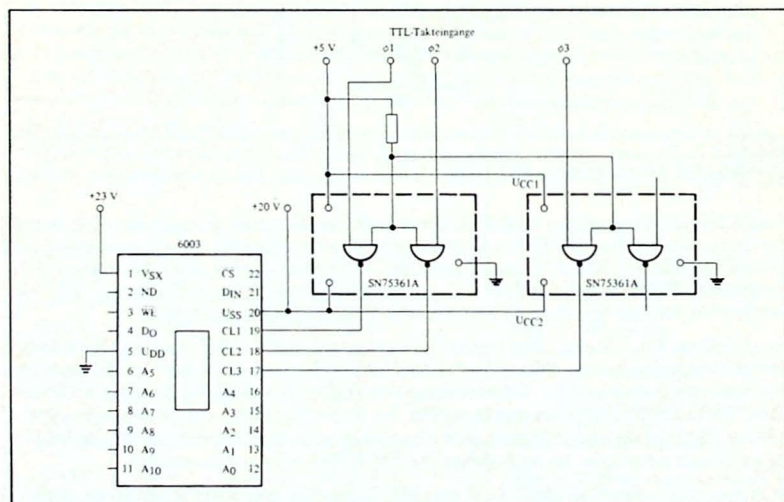 TTL-Takteingänge
+5 V ϕ1 ϕ2 ϕ3
UCC1
+23 V
+20 V
6003
1 VSX CS 22
2 ND DIN 21
3 WE USS 20
4 DO CL1 19
5 UDD CL2 18
6 A5 CL3 17
7 A6 A4 16
8 A7 A3 15
9 A8 A2 14
10 A9 A1 13
11 A10 A0 12
SN75361A
SN75361A
UCC2